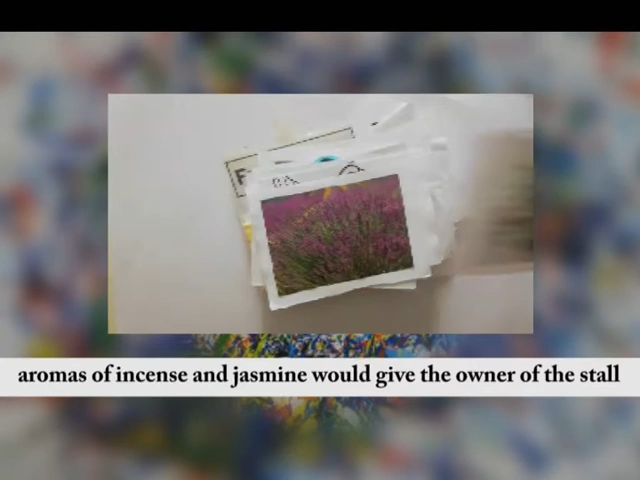 aromas of incense and jasmine would give the owner of the stall